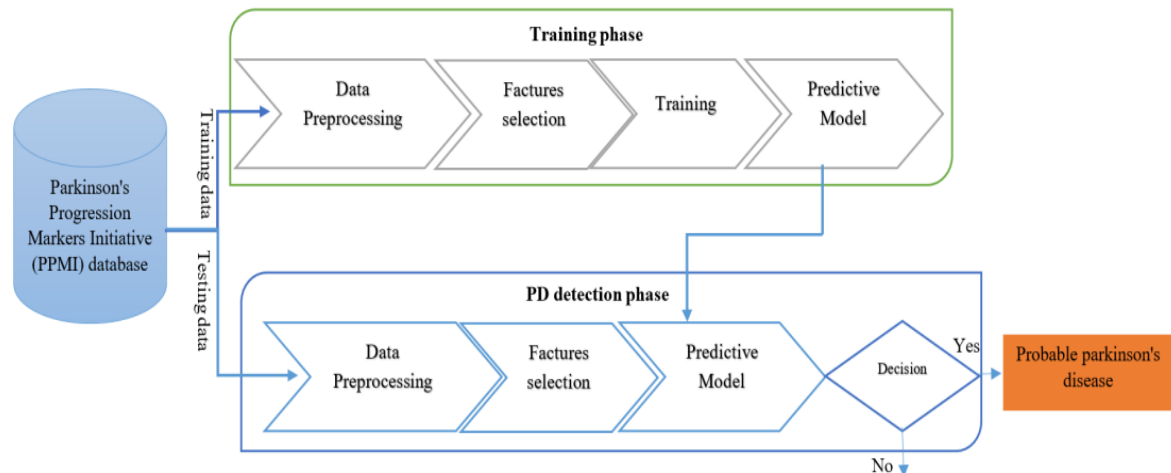 Training phase
Data
Preprocessing
Factures
selection
Training
Predictive
Model
Parkinson's
Progression
Markers Initiative
(PPMI) database
Training data
Testing data
PD detection phase
Data
Preprocessing
Factures
selection
Predictive
Model
Decision
Yes
Probable parkinson's
disease
No